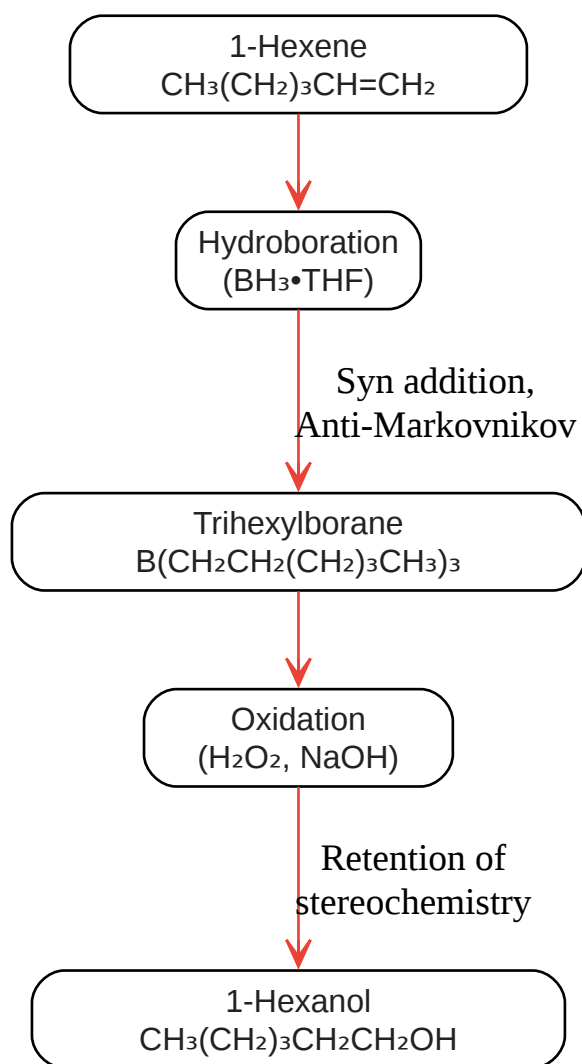 1-Hexene
CH₃(CH₂)₃CH=CH₂
Hydroboration
(BH₃•THF)
Syn addition,
Anti-Markovnikov
Trihexylborane
B(CH₂CH₂(CH₂)₃CH₃)₃
Oxidation
(H₂O₂, NaOH)
Retention of
stereochemistry
1-Hexanol
CH₃(CH₂)₃CH₂CH₂OH